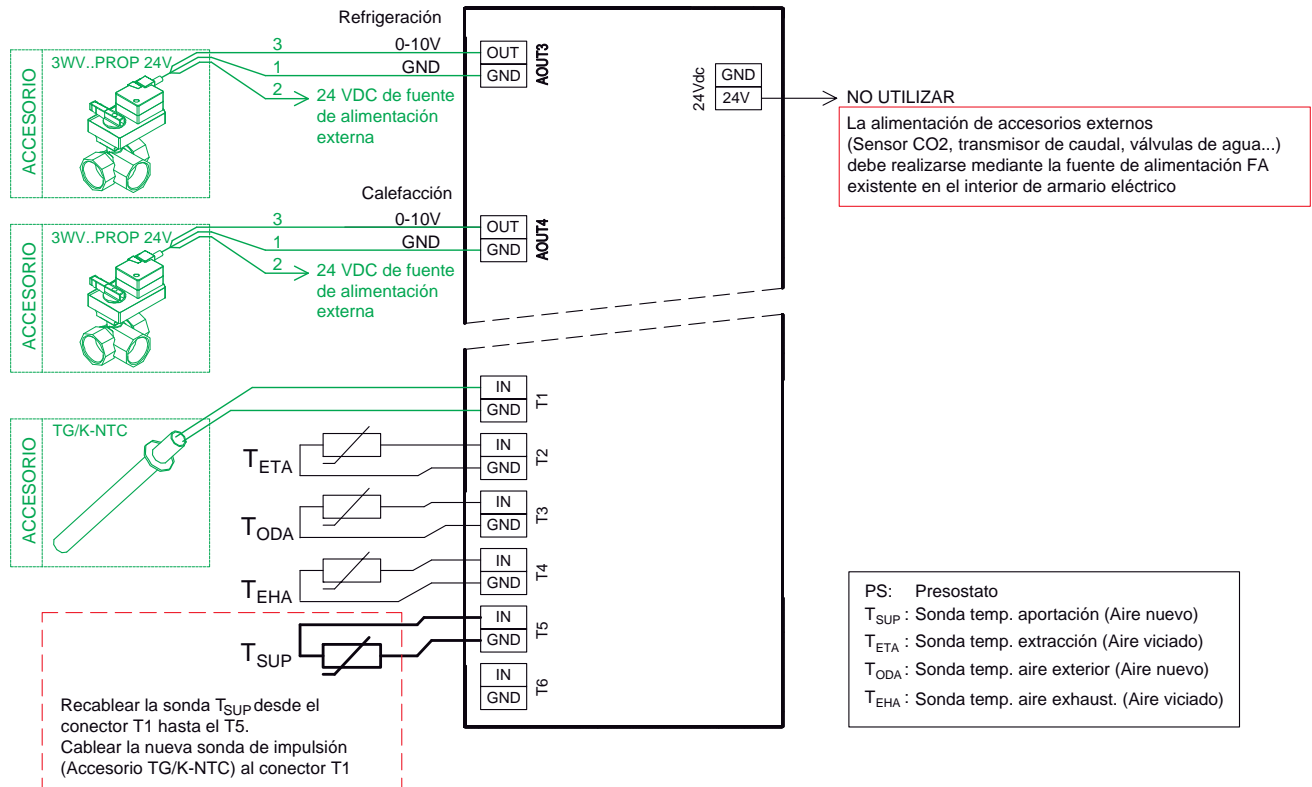 Refrigeración
ACCESORIO
3WV..PROP 24V
3
0-10V
1
GND
2
24 VDC de fuente
de alimentación
externa
OUT
GND
AOUT3
24Vdc
GND
24V
NO UTILIZAR
La alimentación de accesorios externos
(Sensor CO2, transmisor de caudal, válvulas de agua...)
debe realizarse mediante la fuente de alimentación FA
existente en el interior de armario eléctrico
Calefacción
ACCESORIO
3WV..PROP 24V
3
0-10V
1
GND
2
24 VDC de fuente
de alimentación
externa
OUT
GND
AOUT4
ACCESORIO
TG/K-NTC
IN
GND
T1
TETA
IN
GND
T2
TODA
IN
GND
T3
TEHA
IN
GND
T4
TSUP
IN
GND
T5
IN
GND
T6
Recablear la sonda TSUP desde el
conector T1 hasta el T5.
Cablear la nueva sonda de impulsión
(Accesorio TG/K-NTC) al conector T1
PS: Presostato
TSUP : Sonda temp. aportación (Aire nuevo)
TETA : Sonda temp. extracción (Aire viciado)
TODA : Sonda temp. aire exterior (Aire nuevo)
TEHA : Sonda temp. aire exhaust. (Aire viciado)